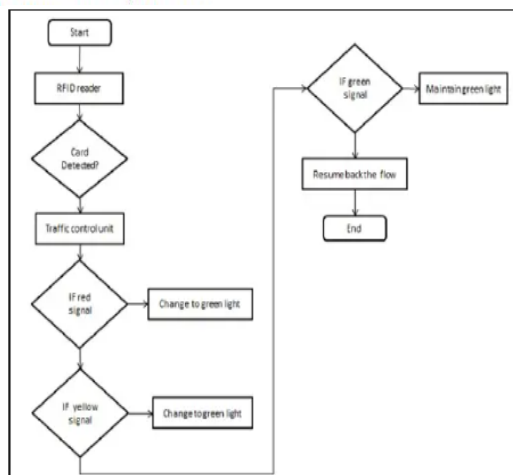 Start
RFID reader
Card
Detected?
Traffic control unit
IF red
signal
Change to green light
IF yellow
signal
Change to green light
IF green
signal
Maintain green light
Resume back the flow
End